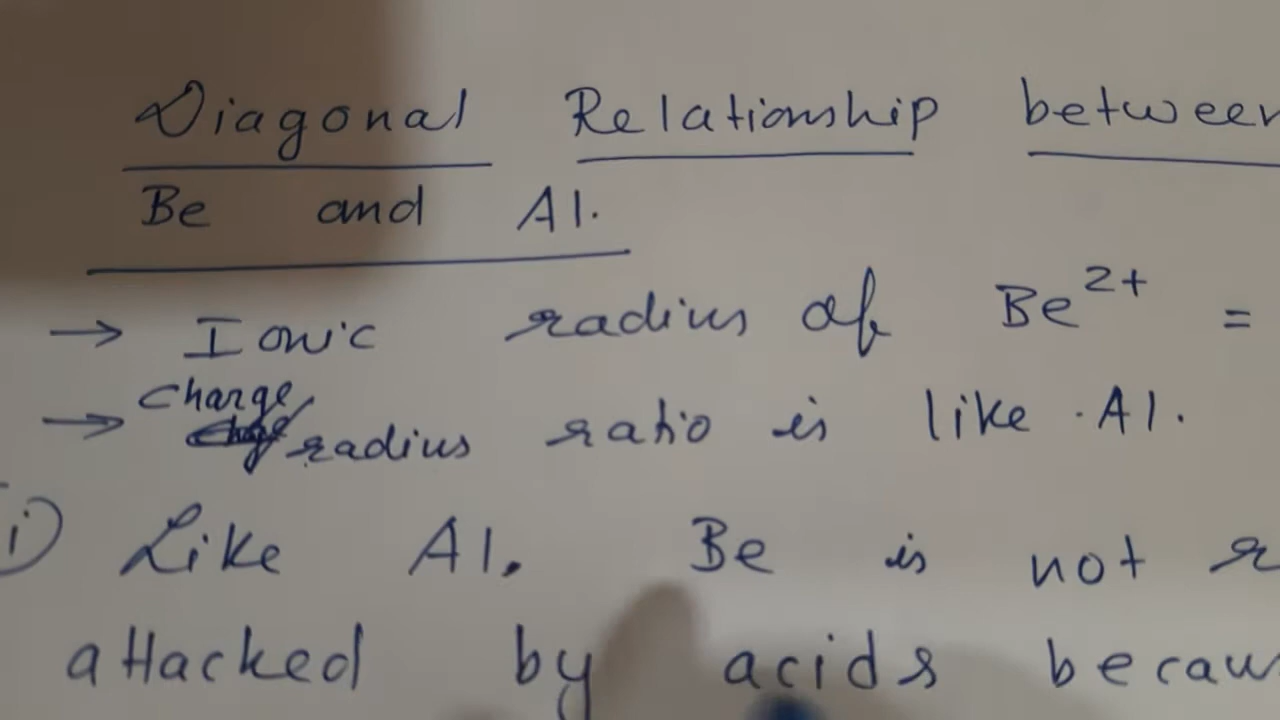 Diagonal Relationship between
Be and Al.
→ Ionic radius of Be²⁺ =
→ Charge/radius ratio is like Al.
(i) Like Al. Be is not
attacked by acids